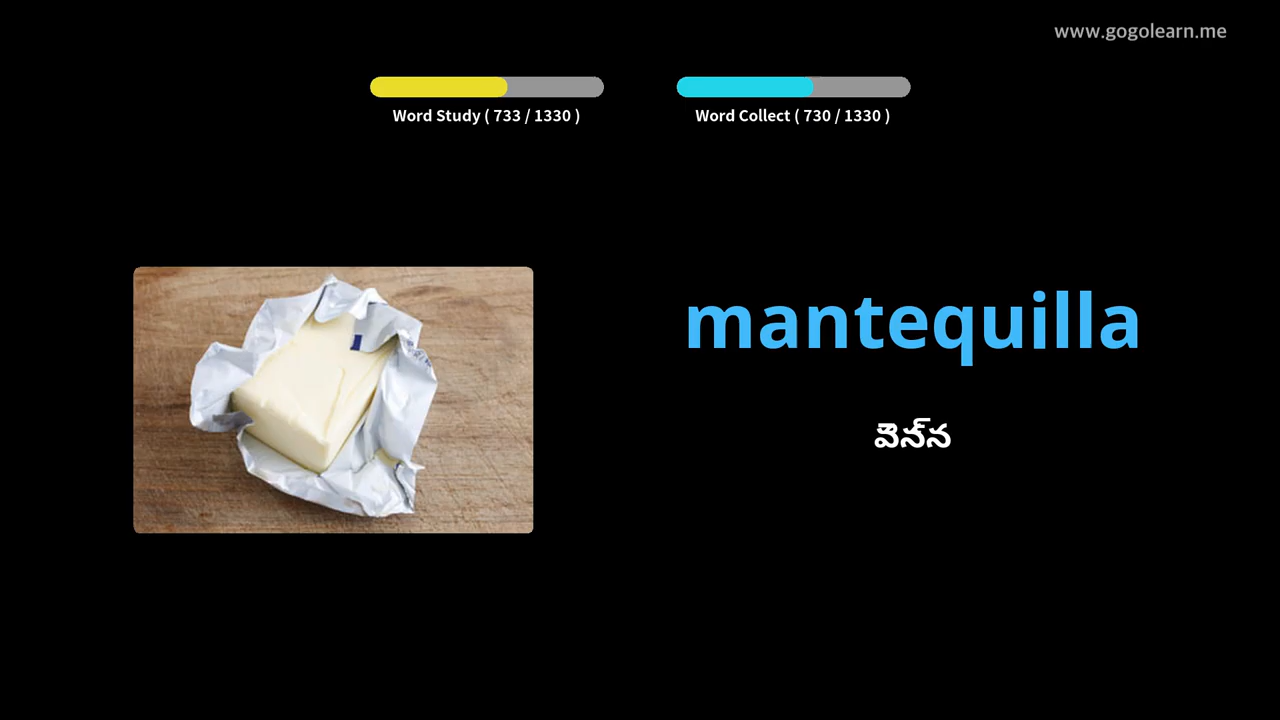 www.gogolearn.me
Word Study ( 733 / 1330 )
Word Collect ( 730 / 1330 )
mantequilla
వెన్న